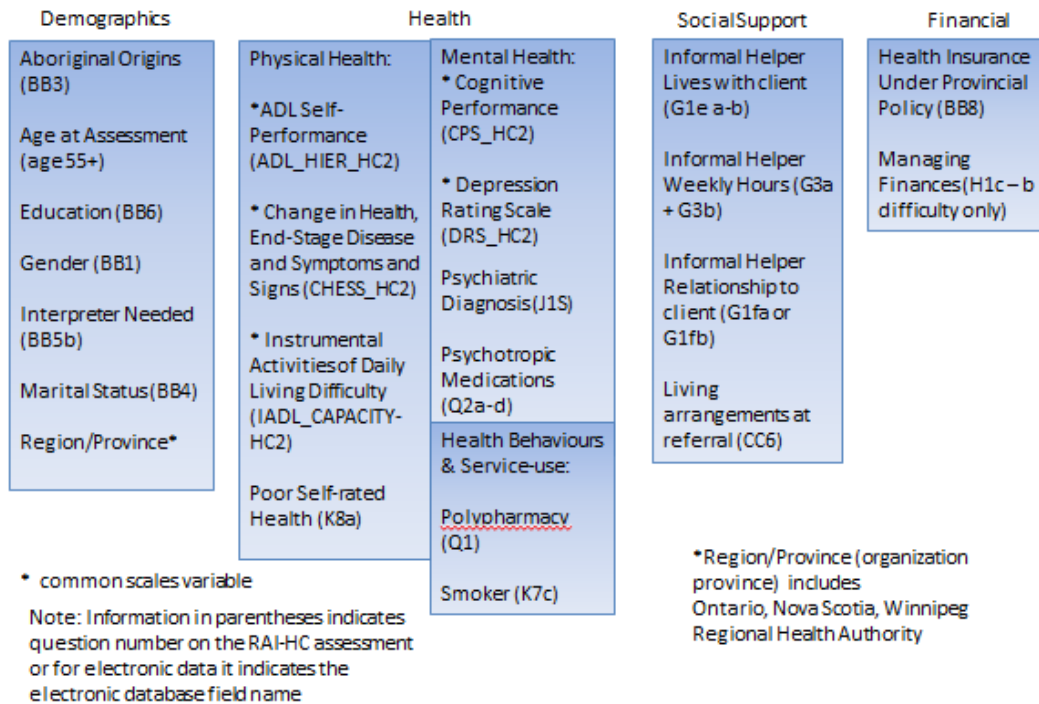 Demographics
Aboriginal Origins
(BB3)
Age at Assessment
(age 55+)
Education (BB6)
Gender (BB1)
Interpreter Needed
(BB5b)
Marital Status (BB4)
Region/Province*
Health
Physical Health:
*ADL Self-
Performance
(ADL_HIER_HC2)
* Change in Health,
End-Stage Disease
and Symptoms and
Signs (CHESS_HC2)
* Instrumental
Activities of Daily
Living Difficulty
(IADL_CAPACITY-
HC2)
Poor Self-rated
Health (K8a)
Mental Health:
* Cognitive
Performance
(CPS_HC2)
* Depression
Rating Scale
(DRS_HC2)
Psychiatric
Diagnosis (J1S)
Psychotropic
Medications
(Q2a-d)
Health Behaviours
& Service-use:
Polypharmacy
(Q1)
Smoker (K7c)
Social Support
Informal Helper
Lives with client
(G1e a-b)
Informal Helper
Weekly Hours (G3a
+ G3b)
Informal Helper
Relationship to
client (G1fa or
G1fb)
Living
arrangements at
referral (CC6)
Financial
Health Insurance
Under Provincial
Policy (BB8)
Managing
Finances (H1c – b
difficulty only)
* common scales variable
Note: Information in parentheses indicates
question number on the RAI-HC assessment
or for electronic data it indicates the
electronic database field name
*Region/Province (organization
province) includes
Ontario, Nova Scotia, Winnipeg
Regional Health Authority